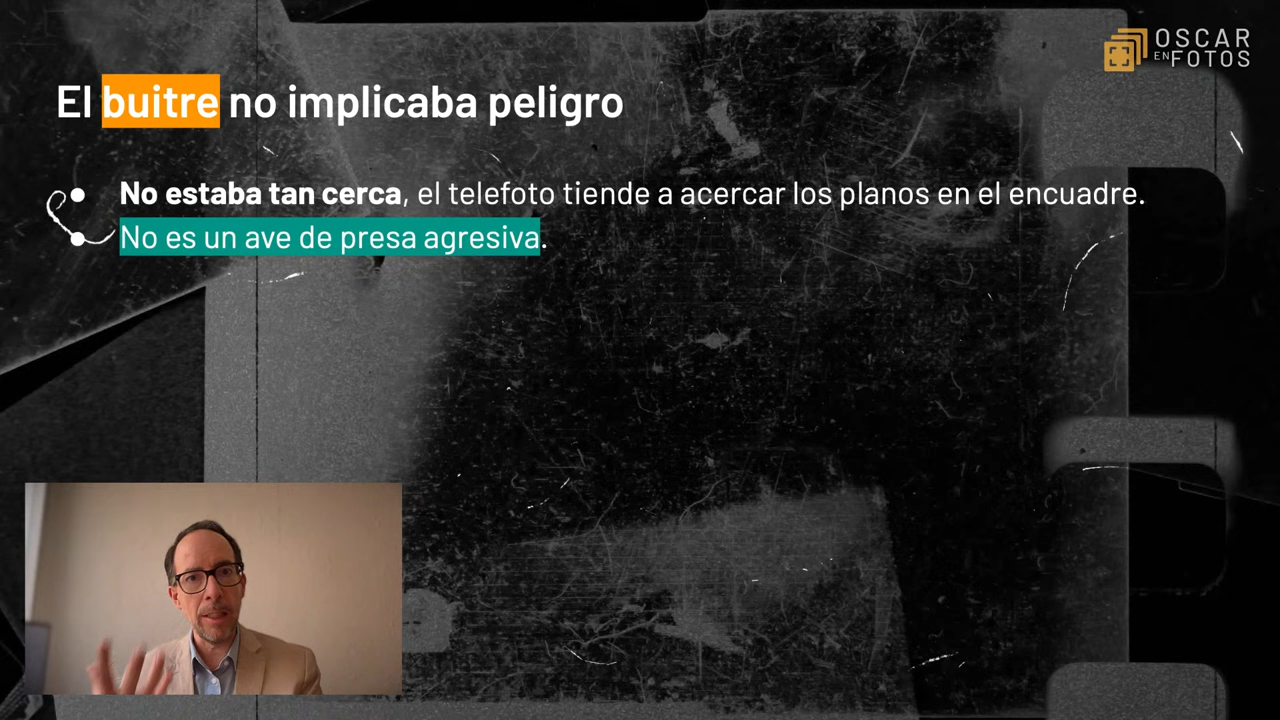 OSCAR
EN FOTOS
El buitre no implicaba peligro
No estaba tan cerca, el telefoto tiende a acercar los planos en el encuadre.
No es un ave de presa agresiva.